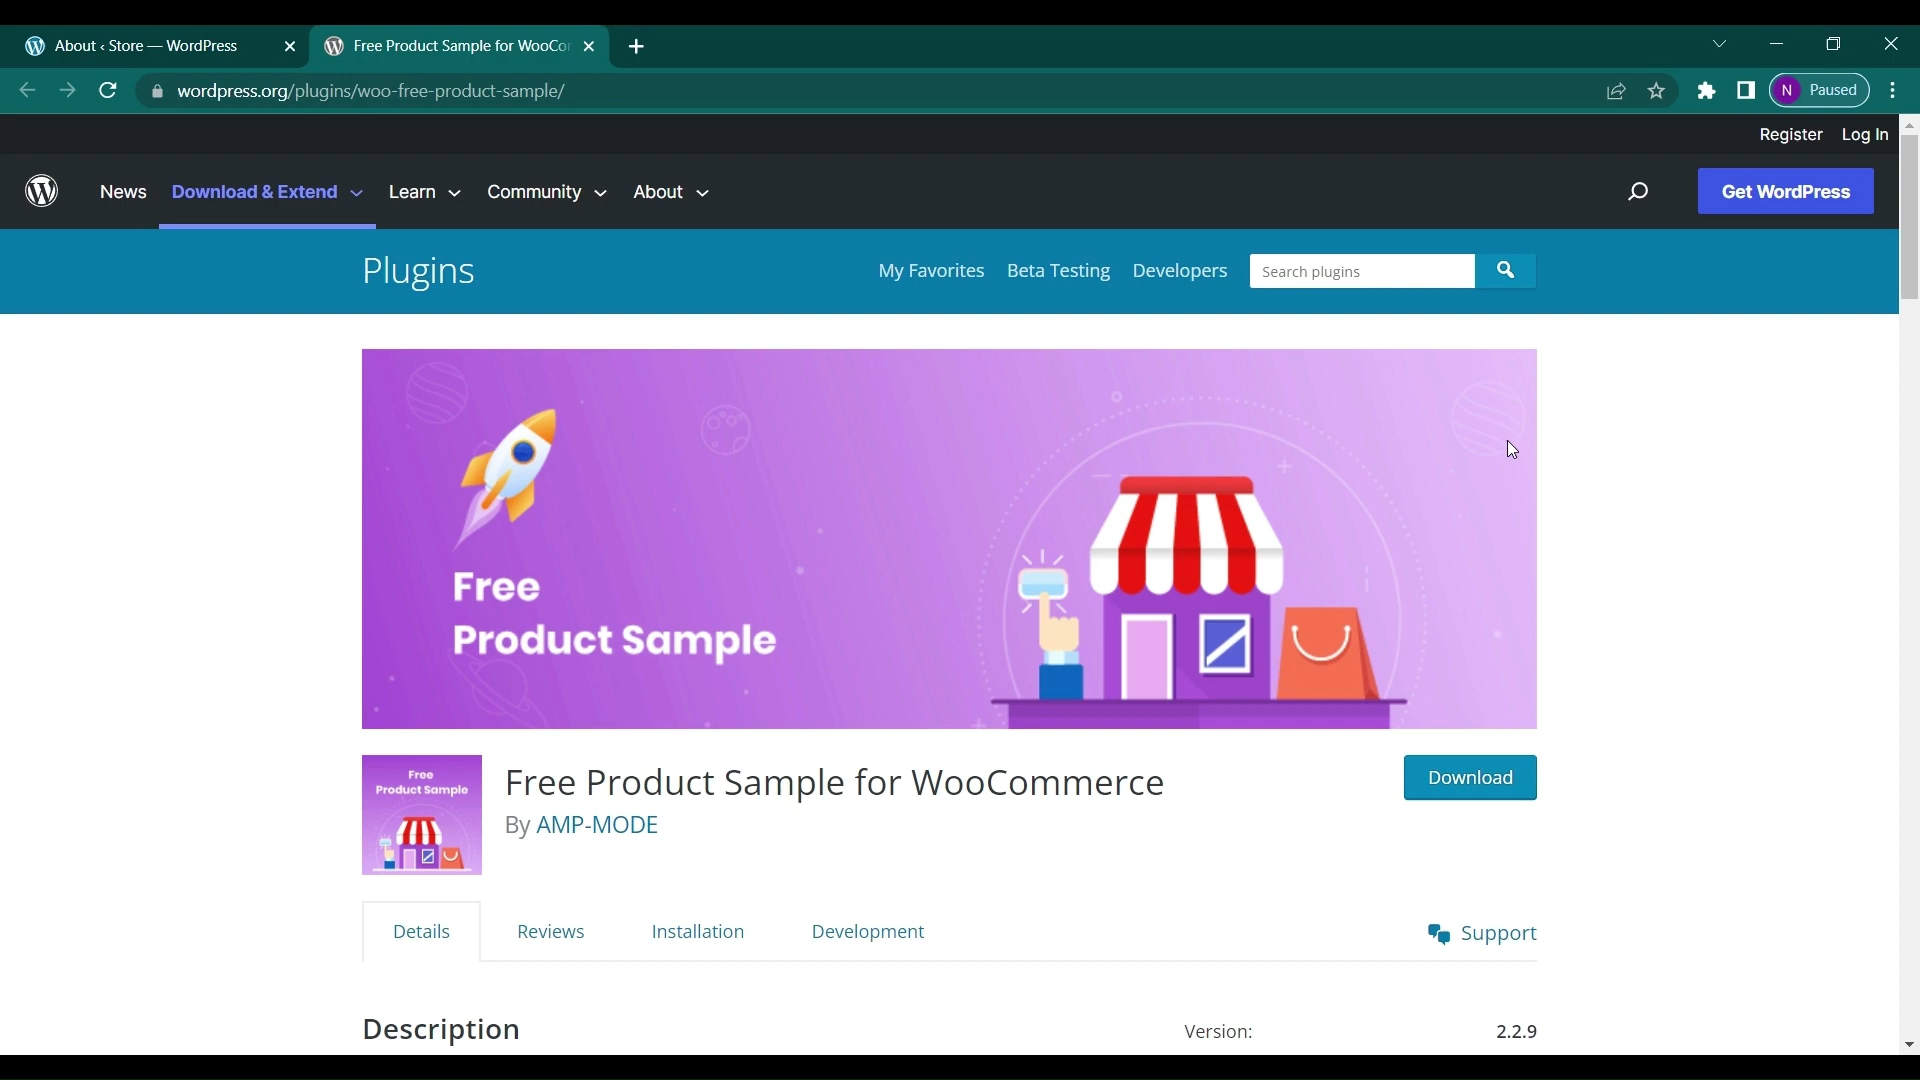 About ‹ Store — WordPress
Free Product Sample for WooCor
wordpress.org/plugins/woo-free-product-sample/
N Paused
Register Log In
News Download & Extend Learn Community About Get WordPress
Plugins My Favorites Beta Testing Developers Search plugins
Free
Product Sample
Free
Product Sample
Free Product Sample for WooCommerce
Download
By AMP-MODE
Details Reviews Installation Development Support
Description
Version: 2.2.9